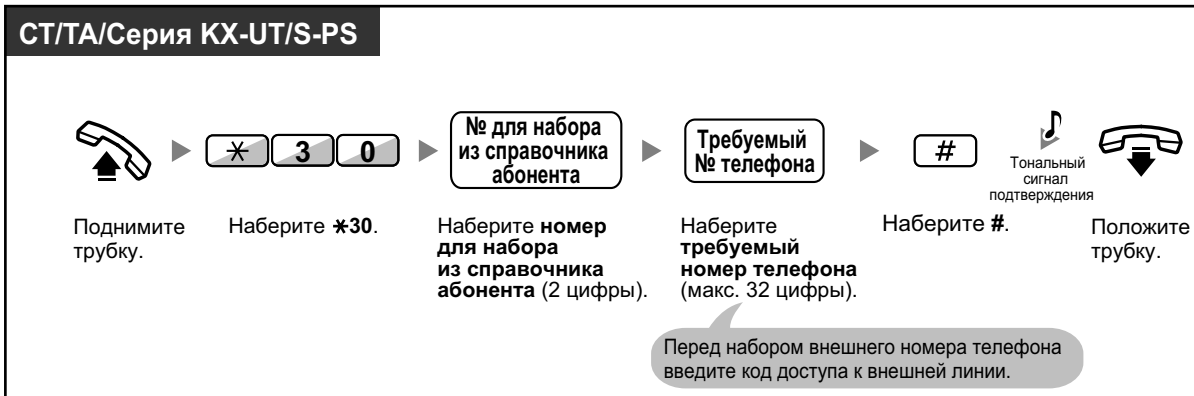 СТ/ТА/Серия KX-UT/S-PS
✳ 3 0
№ для набора
из справочника
абонента
Требуемый
№ телефона
#
Тональный
сигнал
подтверждения
Поднимите
трубку.
Наберите ✳30.
Наберите номер
для набора
из справочника
абонента (2 цифры).
Наберите
требуемый
номер телефона
(макс. 32 цифры).
Наберите #.
Положите
трубку.
Перед набором внешнего номера телефона
введите код доступа к внешней линии.